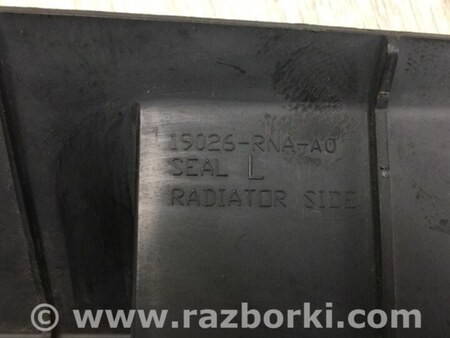 19026-RNA-A0
SEAL L
RADIATOR SIDE
© www.razborki.com